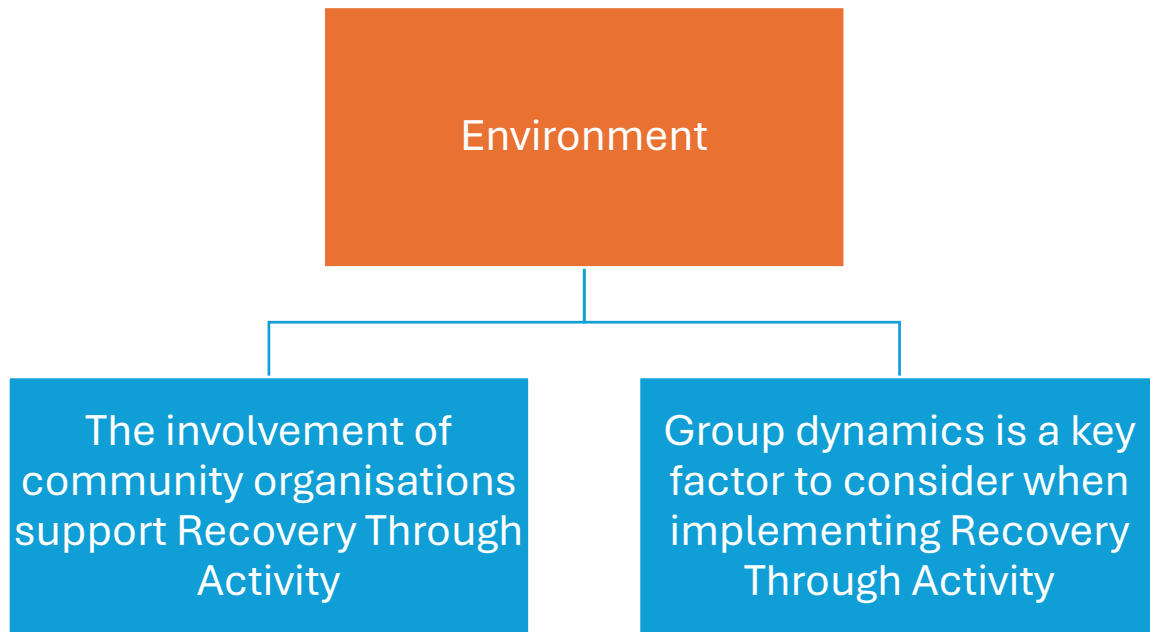 Environment
The involvement of
community organisations
support Recovery Through
Activity
Group dynamics is a key
factor to consider when
implementing Recovery
Through Activity